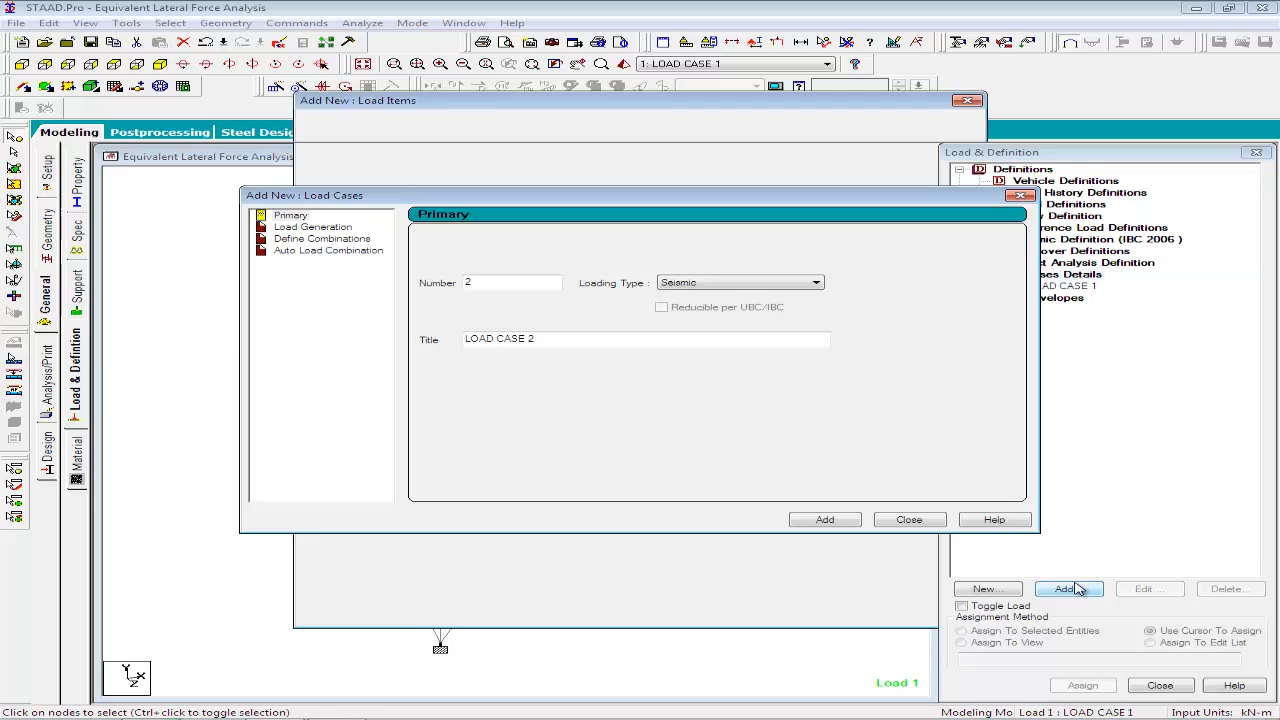 STAAD.Pro - Equivalent Lateral Force Analysis
File Edit View Tools Select Geometry Commands Analyze Mode Window Help
1: LOAD CASE 1
Add New : Load Items
Modeling Postprocessing Steel Desi
Equivalent Lateral Force Analysis
Load & Definition
Definitions
Vehicle Definitions
History Definitions
l Definitions
Definition
rence Load Definitions
ic Definition (IBC 2006 )
over Definitions
t Analysis Definition
ses Details
OAD CASE 1
velopes
Setup
Geometry
General
Analysis/Print
Design
Property
Spec
Support
Load & Definition
Material
Add New : Load Cases
Primary
Load Generation
Define Combinations
Auto Load Combination
Primary
Number 2 Loading Type : Seismic
Reducible per UBC/IBC
Title LOAD CASE 2
Add Close Help
New... Add... Edit ... Delete...
Toggle Load
Assignment Method
Assign To Selected Entities Use Cursor To Assign
Assign To View Assign To Edit List
Assign Close Help
Y X Z
Load 1
Click on nodes to select (Ctrl+click to toggle selection) Modeling Mo Load 1 : LOAD CASE 1 Input Units: kN-m